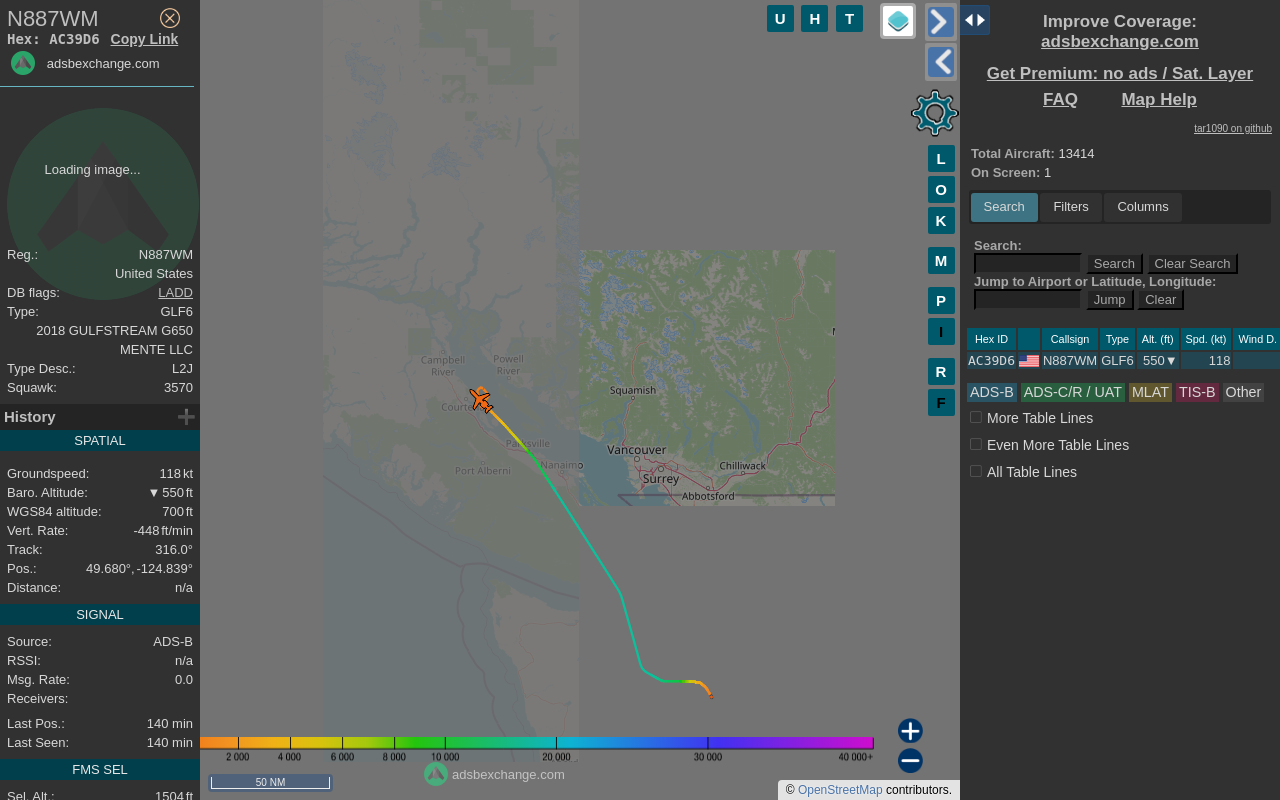 N887WM
Hex: AC39D6 Copy Link
adsbexchange.com
Loading image...
Reg.: N887WM
United States
DB flags: LADD
Type: GLF6
2018 GULFSTREAM G650
MENTE LLC
Type Desc.: L2J
Squawk: 3570
History
SPATIAL
Groundspeed: 118 kt
Baro. Altitude: ▼ 550 ft
WGS84 altitude: 700 ft
Vert. Rate: -448 ft/min
Track: 316.0°
Pos.: 49.680°, -124.839°
Distance: n/a
SIGNAL
Source: ADS-B
RSSI: n/a
Msg. Rate: 0.0
Receivers:
Last Pos.: 140 min
Last Seen: 140 min
FMS SEL
Sel. Alt.: 1504 ft
U H T
L
O
K
M
P
I
R
F
Campbell River
Powell River
Parksville
Nanaimo
Port Alberni
Squamish
Vancouver
Surrey
Chilliwack
Abbotsford
2 000 4 000 6 000 8 000 10 000 20,000 30 000 40 000+
50 NM
adsbexchange.com
© OpenStreetMap contributors.
Improve Coverage:
adsbexchange.com
Get Premium: no ads / Sat. Layer
FAQ Map Help
tar1090 on github
Total Aircraft: 13414
On Screen: 1
Search Filters Columns
Search:
Search Clear Search
Jump to Airport or Latitude, Longitude:
Jump Clear
Hex ID Callsign Type Alt. (ft) Spd. (kt) Wind D.
AC39D6 N887WM GLF6 550▼ 118
ADS-B ADS-C/R / UAT MLAT TIS-B Other
More Table Lines
Even More Table Lines
All Table Lines